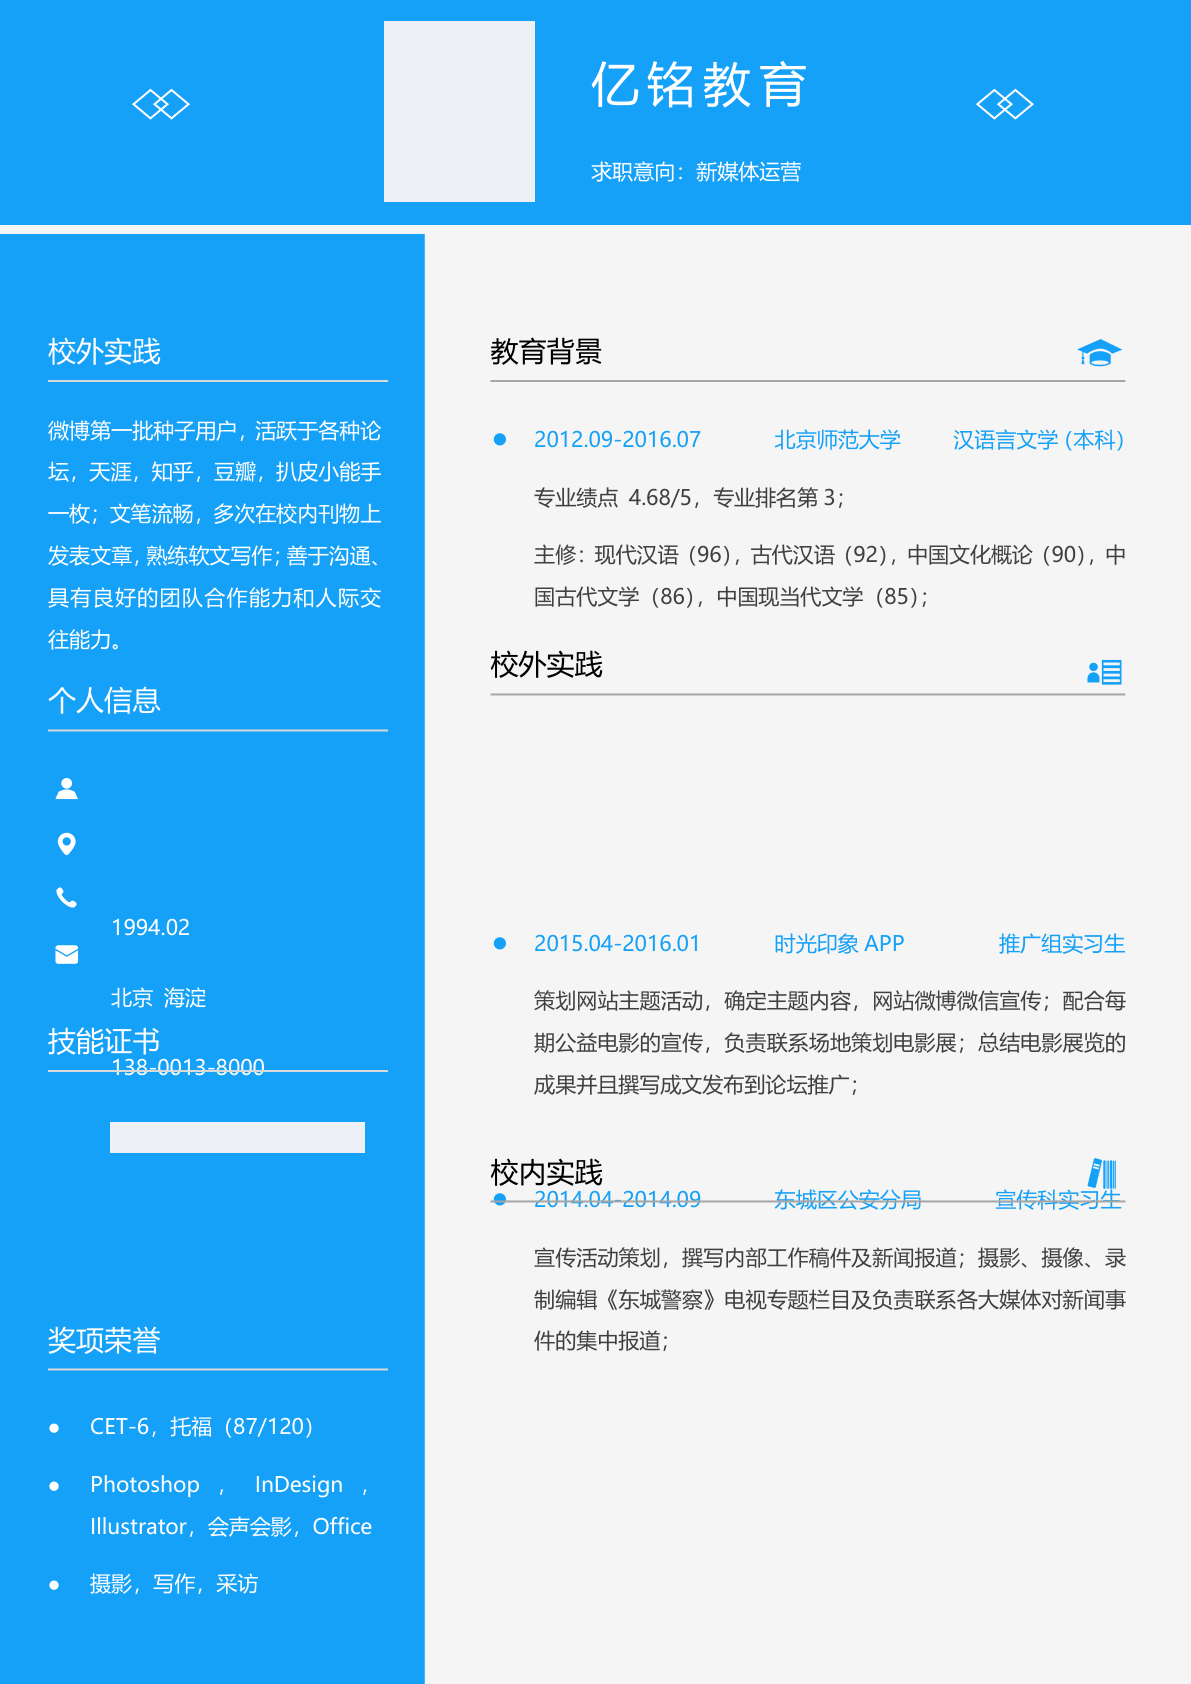 亿铭教育
求职意向：新媒体运营
校外实践
微博第一批种子用户，活跃于各种论
坛，天涯，知乎，豆瓣，扒皮小能手
一枚；文笔流畅，多次在校内刊物上
发表文章，熟练软文写作；善于沟通、
具有良好的团队合作能力和人际交
往能力。
个人信息
1994.02
北京 海淀
技能证书
138-0013-8000
奖项荣誉
CET-6，托福（87/120）
Photoshop ， InDesign ，
Illustrator，会声会影，Office
摄影，写作，采访
教育背景
2012.09-2016.07 北京师范大学 汉语言文学（本科）
专业绩点 4.68/5，专业排名第 3；
主修：现代汉语（96），古代汉语（92），中国文化概论（90），中
国古代文学（86），中国现当代文学（85）；
校外实践
2015.04-2016.01 时光印象 APP 推广组实习生
策划网站主题活动，确定主题内容，网站微博微信宣传；配合每
期公益电影的宣传，负责联系场地策划电影展；总结电影展览的
成果并且撰写成文发布到论坛推广；
校内实践
2014.04-2014.09 东城区公安分局 宣传科实习生
宣传活动策划，撰写内部工作稿件及新闻报道；摄影、摄像、录
制编辑《东城警察》电视专题栏目及负责联系各大媒体对新闻事
件的集中报道；